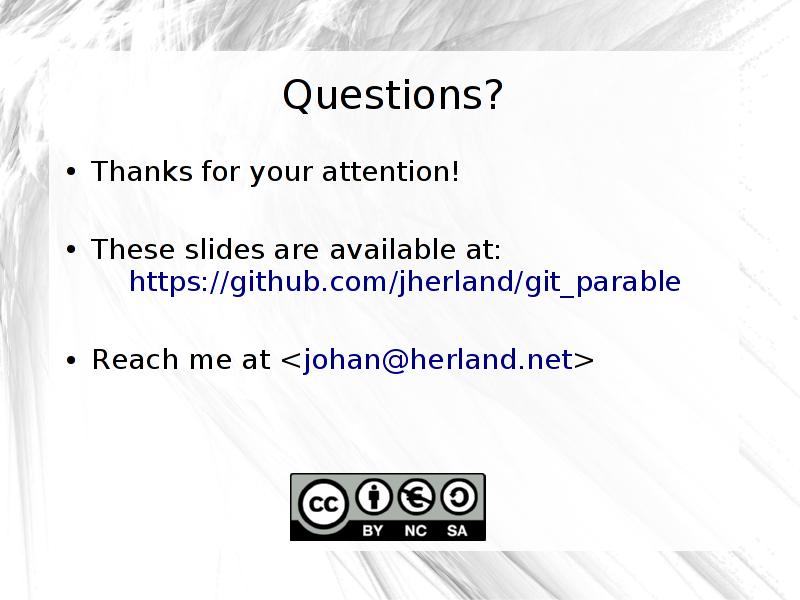 Questions?
• Thanks for your attention!
• These slides are available at:
https://github.com/jherland/git_parable
• Reach me at <johan@herland.net>
cc
BY NC SA